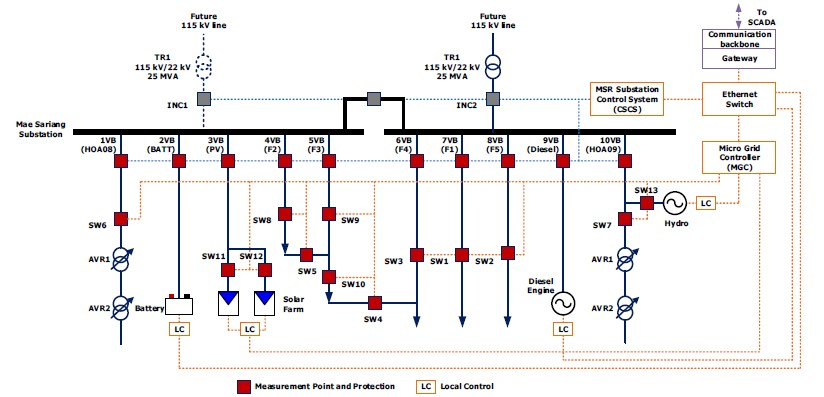 Future
115 kV line
Future
115 kV line
To
SCADA
Communication
backbone
Gateway
TR1
115 kV/22 kV
25 MVA
TR1
115 kV/22 kV
25 MVA
INC1
INC2
MSR Substation
Control System
(CSCS)
Ethernet
Switch
Mae Sariang
Substation
1VB
(HOA08)
2VB
(BATT)
3VB
(PV)
4VB
(F2)
5VB
(F3)
6VB
(F4)
7VB
(F1)
8VB
(F5)
9VB
(Diesel)
10VB
(HOA09)
Micro Grid
Controller
(MGC)
SW13
LC
Hydro
SW6
SW8
SW9
SW7
AVR1
SW11
SW12
SW5
SW10
SW3
SW1
SW2
AVR1
AVR2
Battery
Solar
Farm
SW4
Diesel
Engine
AVR2
LC
LC
LC
Measurement Point and Protection
LC
Local Control